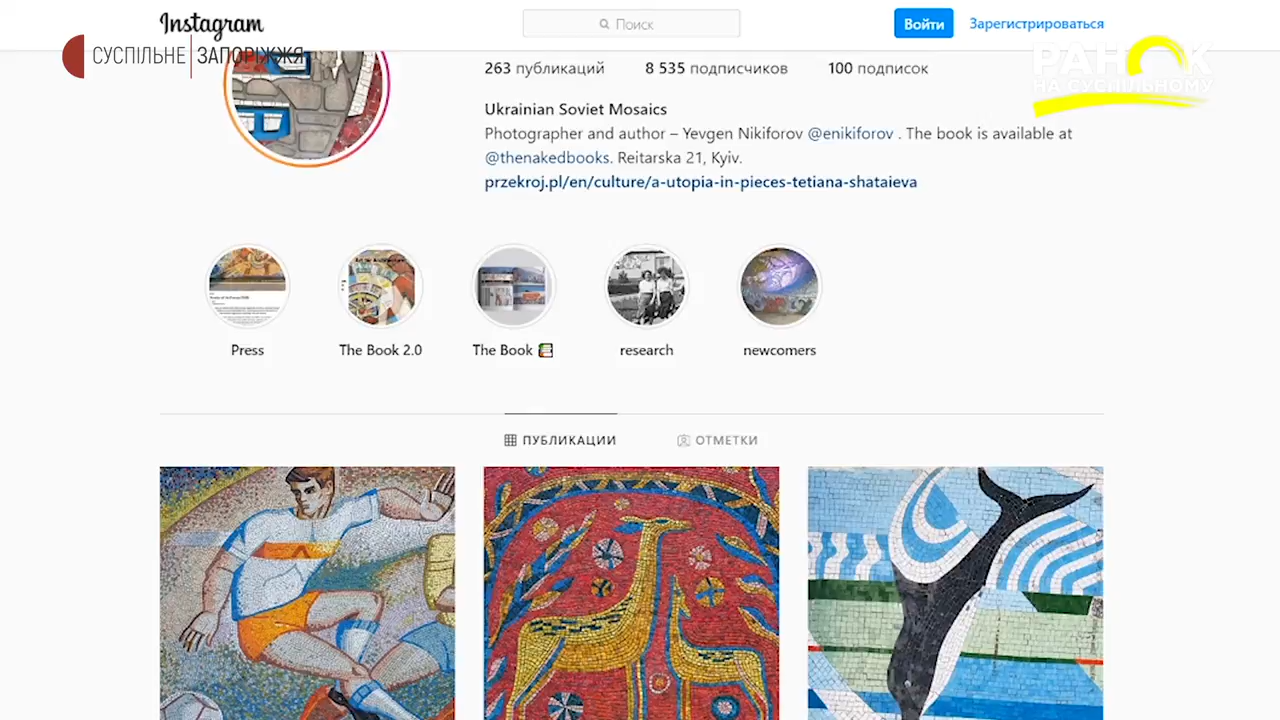 Instagram
Поиск
Войти
Зарегистрироваться
СУСПІЛЬНЕ ЗАПОРІЖЖЯ
РАНОК
НА СУСПІЛЬНОМУ
263 публикаций
8 535 подписчиков
100 подписок
Ukrainian Soviet Mosaics
Photographer and author – Yevgen Nikiforov @enikiforov . The book is available at
@thenakedbooks. Reitarska 21, Kyiv.
przekroj.pl/en/culture/a-utopia-in-pieces-tetiana-shataieva
Press
The Book 2.0
The Book
research
newcomers
ПУБЛИКАЦИИ
ОТМЕТКИ